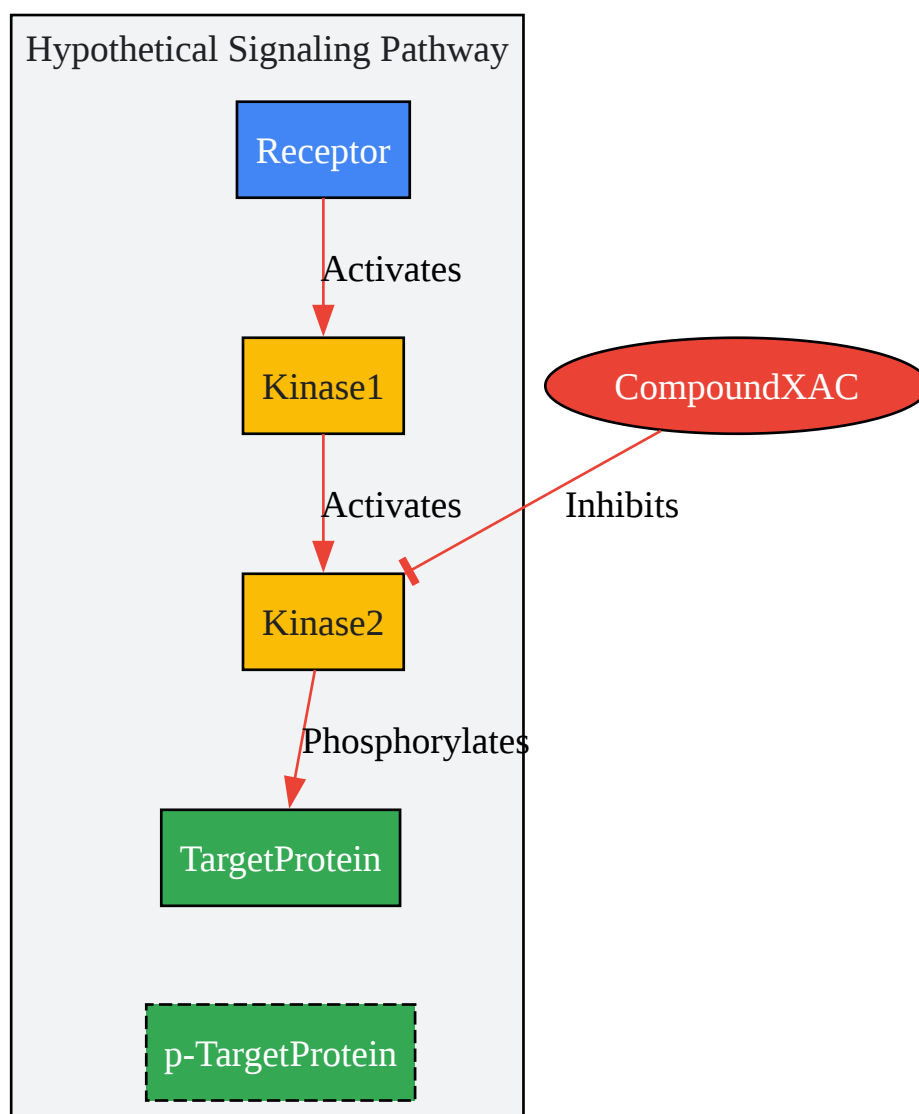 Hypothetical Signaling Pathway
Receptor
Activates
Kinase1
CompoundXAC
Activates
Inhibits
Kinase2
Phosphorylates
TargetProtein
p-TargetProtein